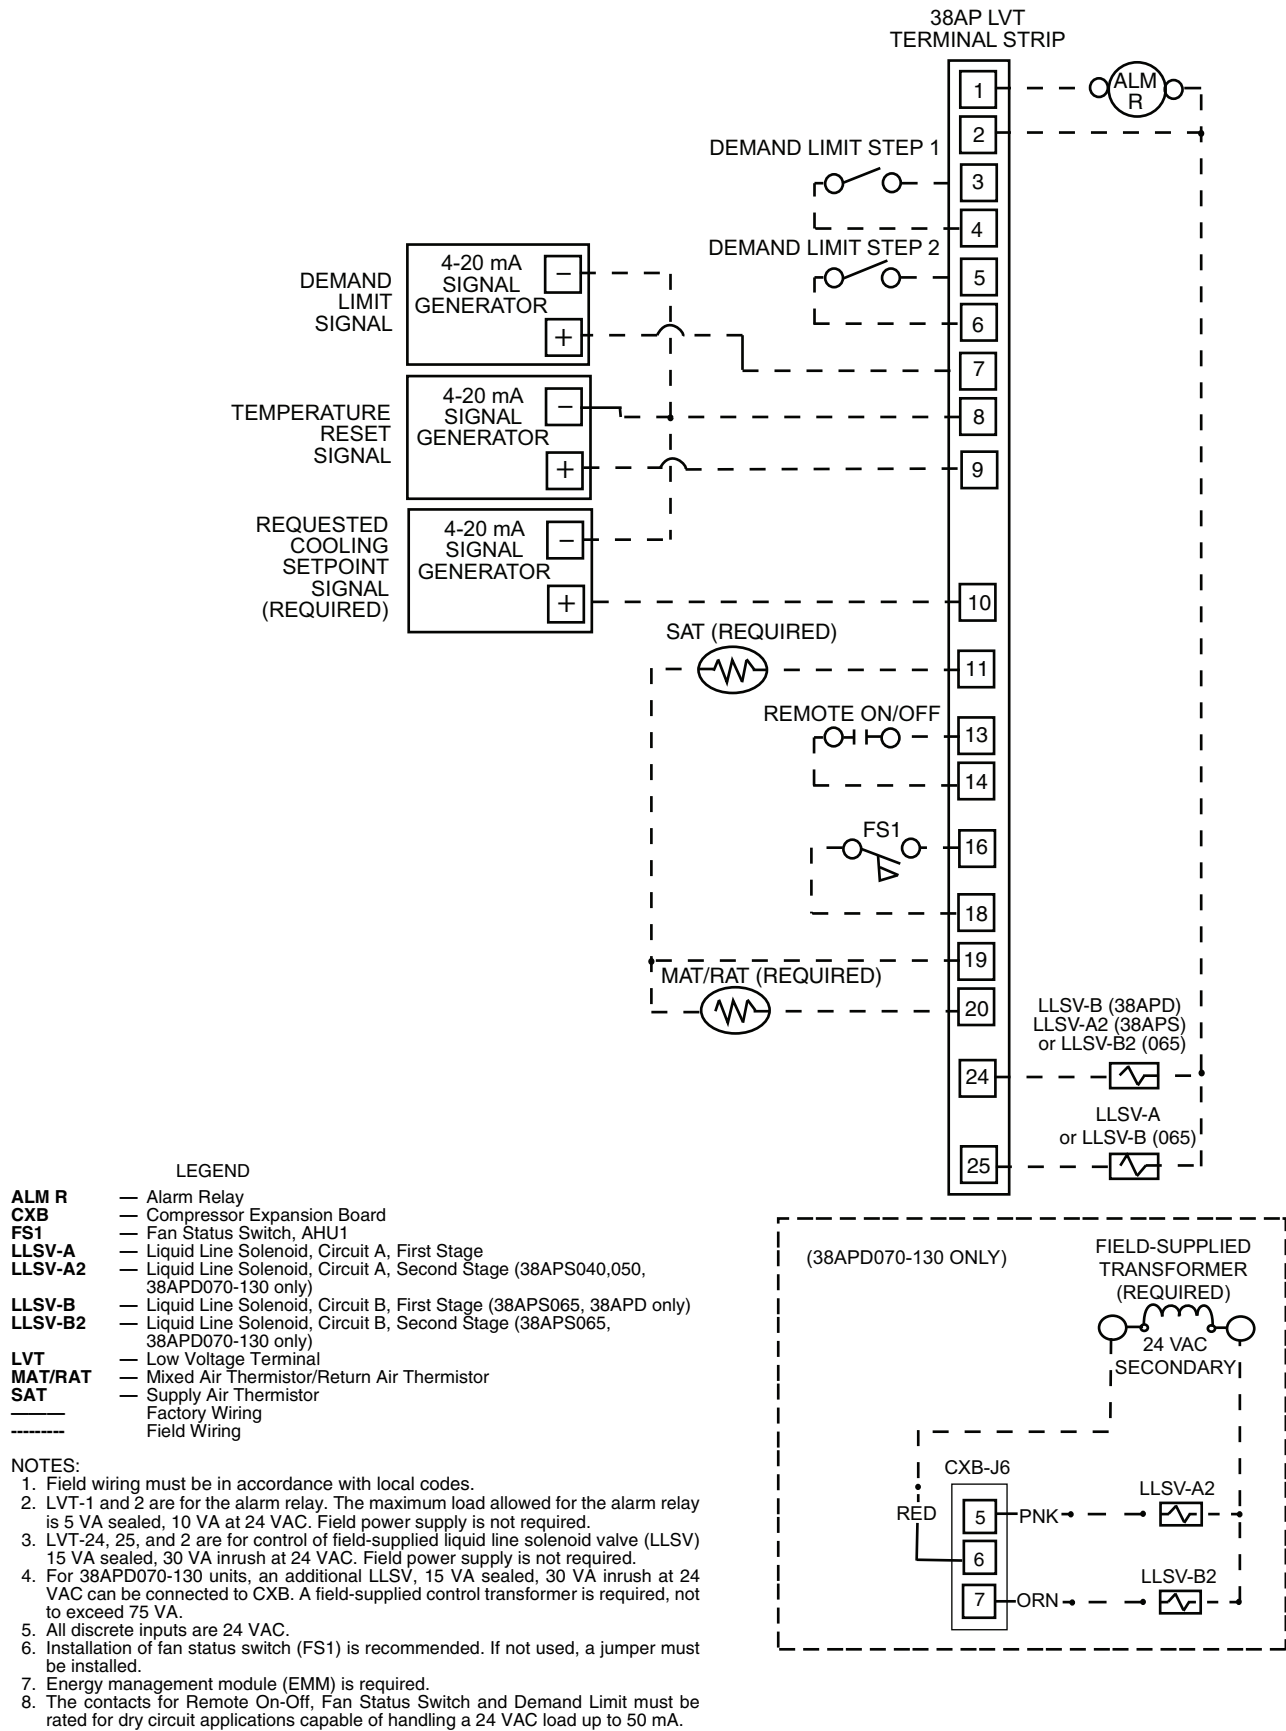 38AP LVT
TERMINAL STRIP
1
ALM
R
2
DEMAND LIMIT STEP 1
3
4
DEMAND LIMIT STEP 2
5
6
DEMAND
LIMIT
SIGNAL
4-20 mA
SIGNAL
GENERATOR
−
+
7
TEMPERATURE
RESET
SIGNAL
4-20 mA
SIGNAL
GENERATOR
−
+
8
9
REQUESTED
COOLING
SETPOINT
SIGNAL
(REQUIRED)
4-20 mA
SIGNAL
GENERATOR
−
+
10
SAT (REQUIRED)
11
REMOTE ON/OFF
13
14
FS1
16
18
19
MAT/RAT (REQUIRED)
20
LLSV-B (38APD)
LLSV-A2 (38APS)
or LLSV-B2 (065)
24
LLSV-A
or LLSV-B (065)
25
LEGEND
ALM R — Alarm Relay
CXB — Compressor Expansion Board
FS1 — Fan Status Switch, AHU1
LLSV-A — Liquid Line Solenoid, Circuit A, First Stage
LLSV-A2 — Liquid Line Solenoid, Circuit A, Second Stage (38APS040,050,
38APD070-130 only)
LLSV-B — Liquid Line Solenoid, Circuit B, First Stage (38APS065, 38APD only)
LLSV-B2 — Liquid Line Solenoid, Circuit B, Second Stage (38APS065,
38APD070-130 only)
LVT — Low Voltage Terminal
MAT/RAT — Mixed Air Thermistor/Return Air Thermistor
SAT — Supply Air Thermistor
Factory Wiring
Field Wiring
NOTES:
1. Field wiring must be in accordance with local codes.
2. LVT-1 and 2 are for the alarm relay. The maximum load allowed for the alarm relay
is 5 VA sealed, 10 VA at 24 VAC. Field power supply is not required.
3. LVT-24, 25, and 2 are for control of field-supplied liquid line solenoid valve (LLSV)
15 VA sealed, 30 VA inrush at 24 VAC. Field power supply is not required.
4. For 38APD070-130 units, an additional LLSV, 15 VA sealed, 30 VA inrush at 24
VAC can be connected to CXB. A field-supplied control transformer is required, not
to exceed 75 VA.
5. All discrete inputs are 24 VAC.
6. Installation of fan status switch (FS1) is recommended. If not used, a jumper must
be installed.
7. Energy management module (EMM) is required.
8. The contacts for Remote On-Off, Fan Status Switch and Demand Limit must be
rated for dry circuit applications capable of handling a 24 VAC load up to 50 mA.
(38APD070-130 ONLY)
FIELD-SUPPLIED
TRANSFORMER
(REQUIRED)
24 VAC
SECONDARY
CXB-J6
RED
5
PNK
LLSV-A2
6
7
ORN
LLSV-B2